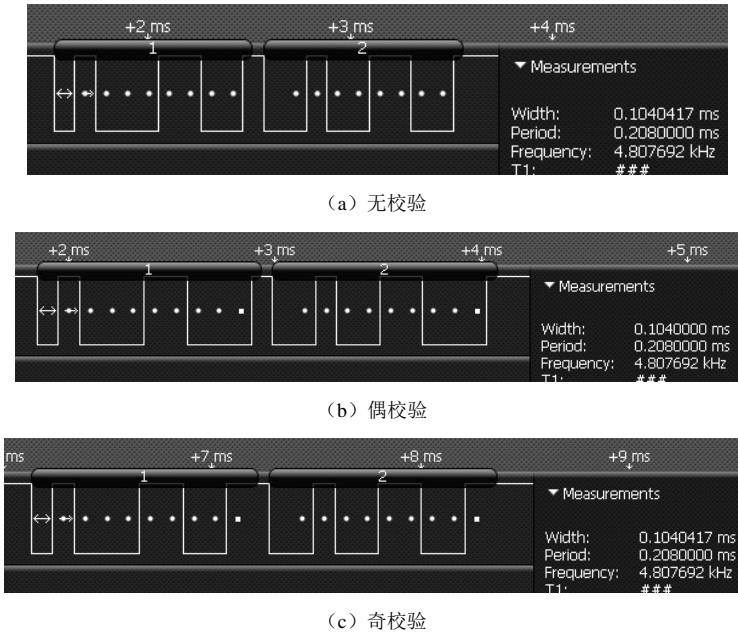 +2 ms +3 ms +4 ms
1 2
Measurements
Width: 0.1040417 ms
Period: 0.2080000 ms
Frequency: 4.807692 kHz
T1: ###
（a）无校验
+2 ms +3 ms +4 ms +5 ms
1 2
Measurements
Width: 0.1040000 ms
Period: 0.2080000 ms
Frequency: 4.807692 kHz
T1: ###
（b）偶校验
ms +7 ms +8 ms +9 ms
1 2
Measurements
Width: 0.1040417 ms
Period: 0.2080000 ms
Frequency: 4.807692 kHz
T1: ###
（c）奇校验